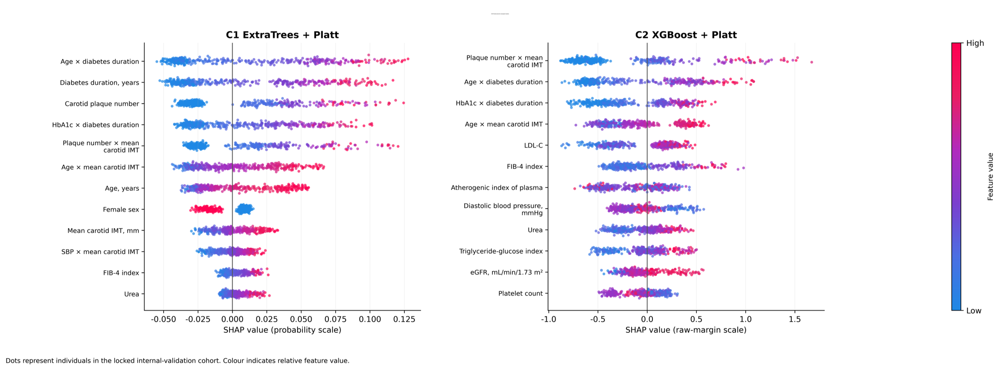 C1 ExtraTrees + Platt
Age × diabetes duration
Diabetes duration, years
Carotid plaque number
HbA1c × diabetes duration
Plaque number × mean
carotid IMT
Age × mean carotid IMT
Age, years
Female sex
Mean carotid IMT, mm
SBP × mean carotid IMT
FIB-4 index
Urea
-0.050 -0.025 0.000 0.025 0.050 0.075 0.100 0.125
SHAP value (probability scale)
C2 XGBoost + Platt
Plaque number × mean
carotid IMT
Age × diabetes duration
HbA1c × diabetes duration
Age × mean carotid IMT
LDL-C
FIB-4 index
Atherogenic index of plasma
Diastolic blood pressure,
mmHg
Urea
Triglyceride-glucose index
eGFR, mL/min/1.73 m²
Platelet count
-1.0 -0.5 0.0 0.5 1.0 1.5
SHAP value (raw-margin scale)
High
Feature value
Low
Dots represent individuals in the locked internal-validation cohort. Colour indicates relative feature value.